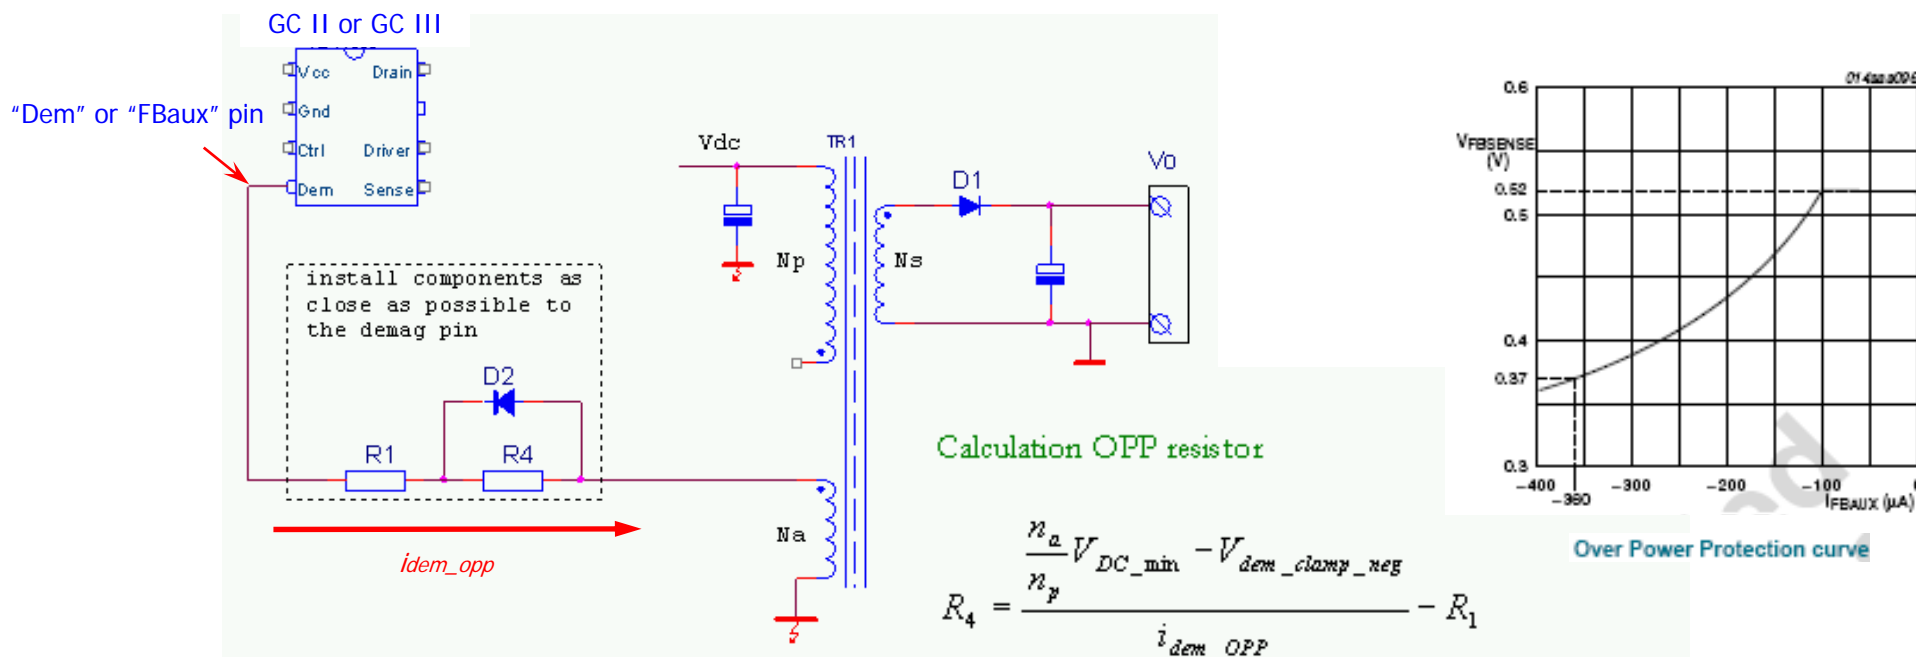 GC II or GC III
Vcc Drain
Gnd
Ctrl Driver
Dem Sense
"Dem" or "FBaux" pin
install components as
close as possible to
the demag pin
D2
R1 R4
idem_opp
Vdc
TR1
Np Ns
Na
D1
Vo
Calculation OPP resistor
R4 = (na/np VDC_min − Vdem_clamp_neg) / idem_OPP − R1
014aaa096
VFBSENSE
(V)
0.6
0.52
0.5
0.4
0.37
0.3
−400 −300 −200 −100 0
−360
IFBAUX (μA)
Over Power Protection curve